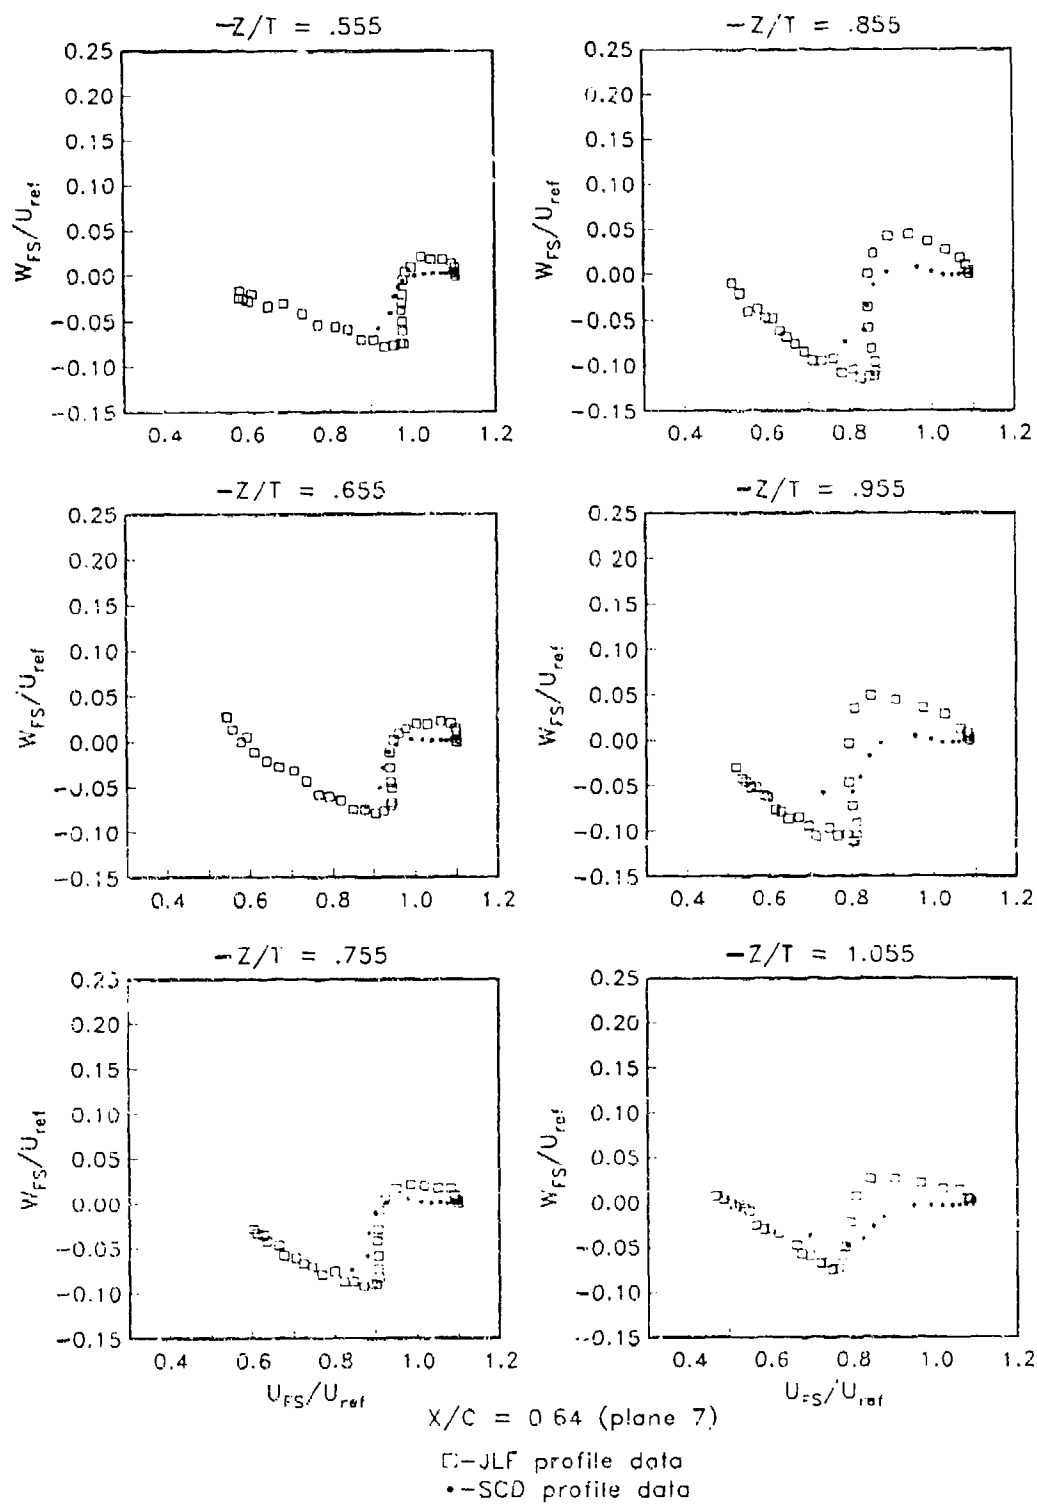 -Z/T = .555
0.25
0.20
0.15
0.10
0.05
0.00
-0.05
-0.10
-0.15
W_FS/U_ref
0.4 0.6 0.8 1.0 1.2
-Z/T = .855
0.25
0.20
0.15
0.10
0.05
0.00
-0.05
-0.10
-0.15
W_FS/U_ref
0.4 0.6 0.8 1.0 1.2
-Z/T = .655
0.25
0.20
0.15
0.10
0.05
0.00
-0.05
-0.10
-0.15
W_FS/U_ref
0.4 0.6 0.8 1.0 1.2
-Z/T = .955
0.25
0 20
0.15
0.10
0.05
0.00
-0.05
-0.10
-0.15
W_FS/U_ref
0.4 0.6 0.8 1.0 1.2
-Z/T = .755
0.25
0.20
0.15
0.10
0.05
0.00
-0.05
-0.10
-0.15
W_FS/U_ref
0.4 0.6 0.8 1.0 1.2
U_FS/U_ref
-Z/T = 1.055
0.25
0.20
0.15
0.10
0.05
0.00
-0.05
-0.10
-0.15
W_FS/U_ref
0.4 0.6 0.8 1.0 1.2
U_FS/U_ref
X/C = 0 64 (plane 7)
□-JLF profile data
•-SCD profile data